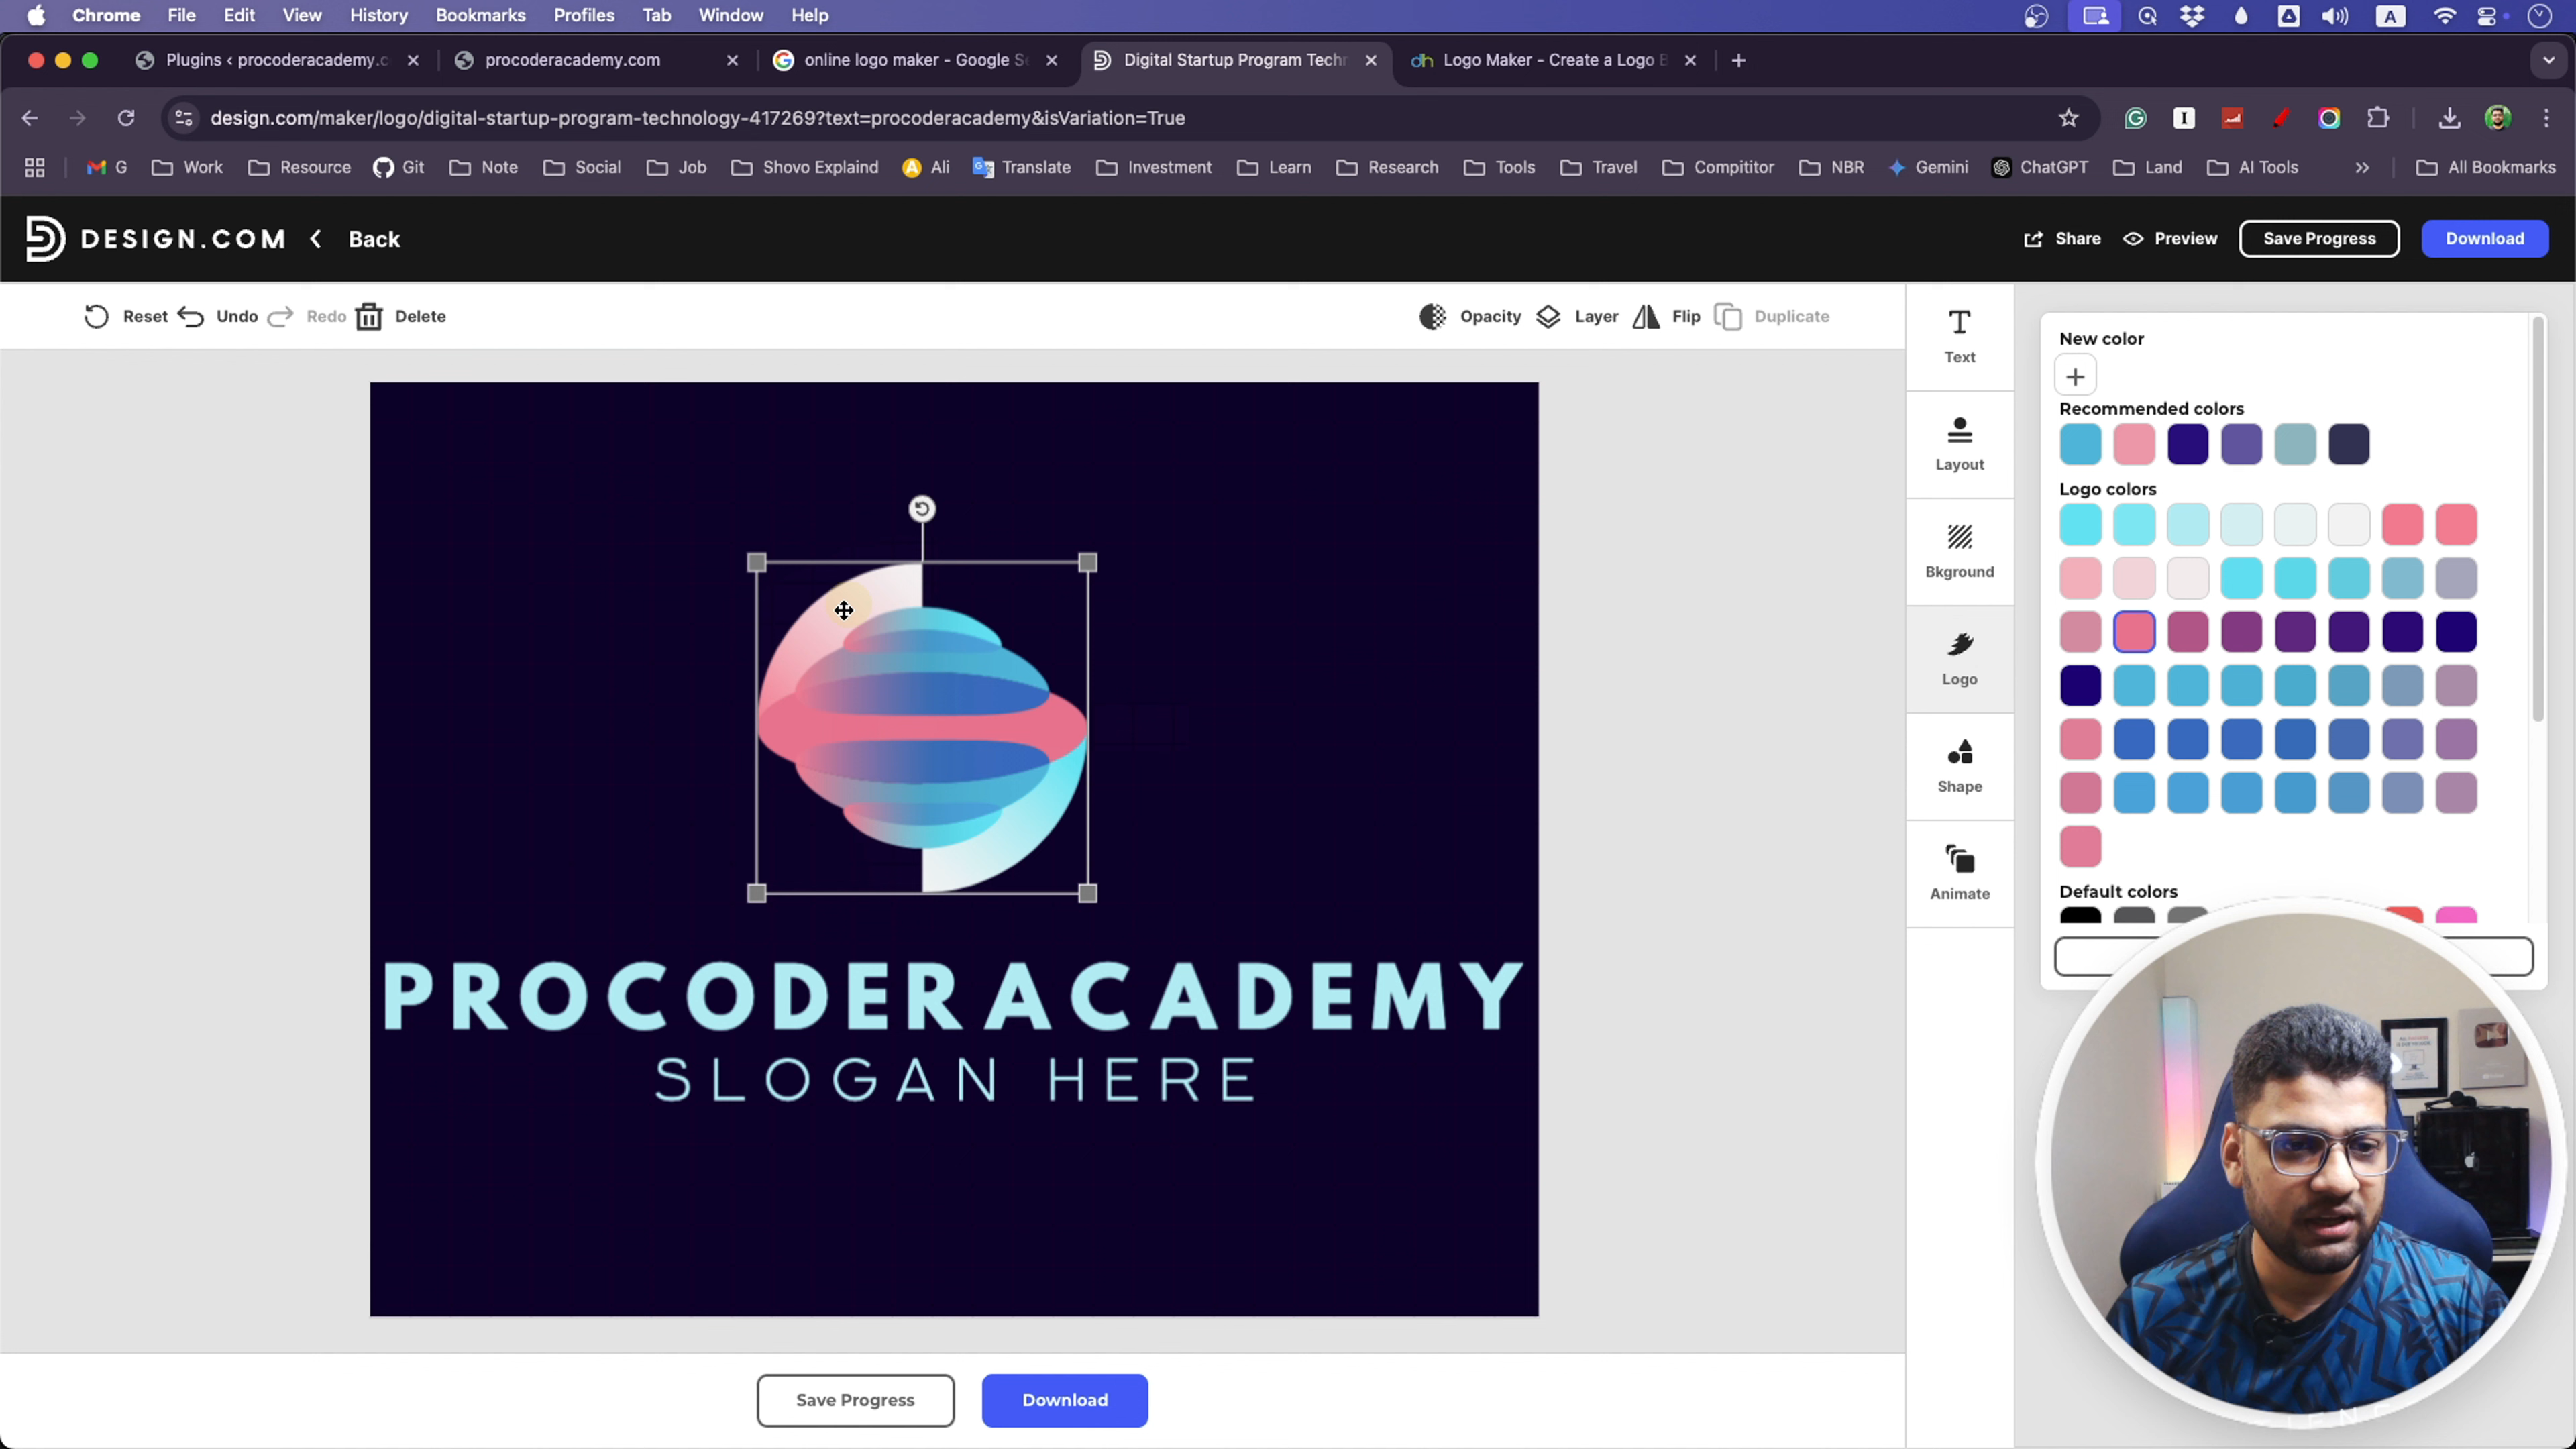 Chrome File Edit View History Bookmarks Profiles Tab Window Help
Plugins ‹ procoderacademy.c procoderacademy.com online logo maker - Google Se Digital Startup Program Techn Logo Maker - Create a Logo B
design.com/maker/logo/digital-startup-program-technology-417269?text=procoderacademy&isVariation=True
G Work Resource Git Note Social Job Shovo Explaind Ali Translate Investment Learn Research Tools Travel Compititor NBR Gemini ChatGPT Land AI Tools » All Bookmarks
DESIGN.COM Back Share Preview Save Progress Download
Reset Undo Redo Delete Opacity Layer Flip Duplicate
Text
Layout
Bkground
Logo
Shape
Animate
New color
Recommended colors
Logo colors
Default colors
PROCODERACADEMY
SLOGAN HERE
Save Progress Download